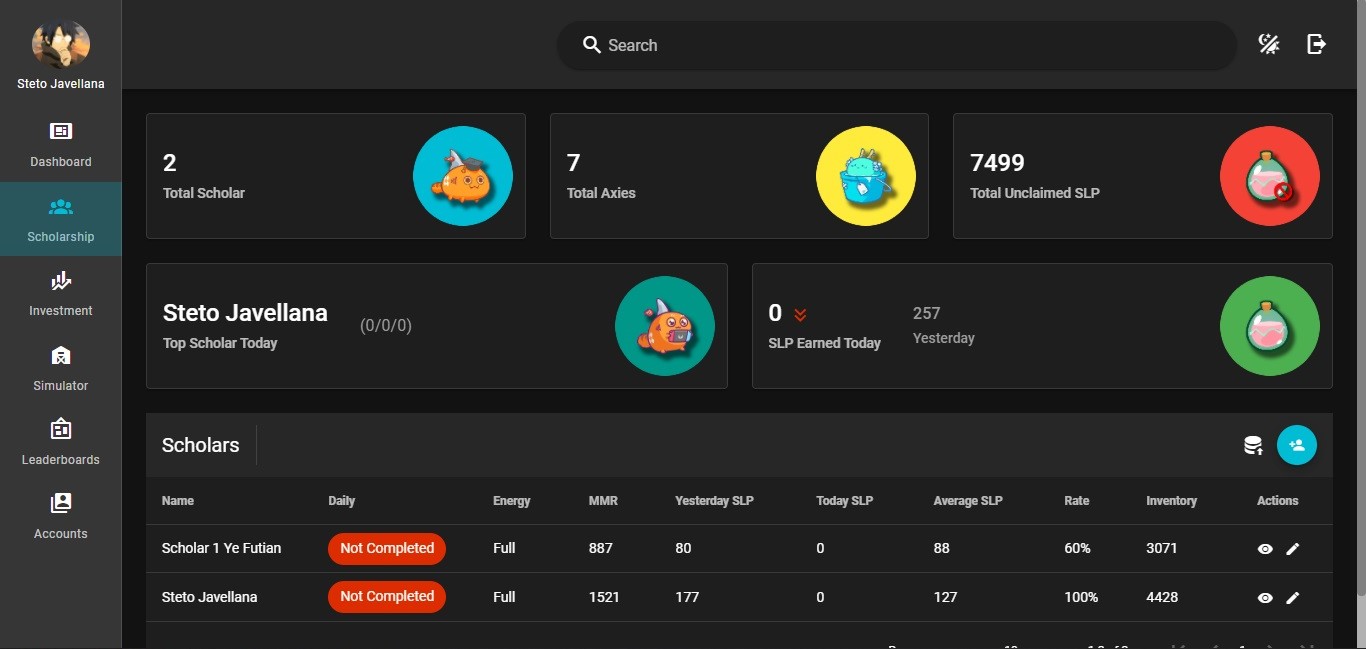 Steto Javellana
Dashboard
Scholarship
Investment
Simulator
Leaderboards
Accounts
Search
2
Total Scholar
7
Total Axies
7499
Total Unclaimed SLP
Steto Javellana (0/0/0)
Top Scholar Today
0 257
SLP Earned Today Yesterday
Scholars
Name Daily Energy MMR Yesterday SLP Today SLP Average SLP Rate Inventory Actions
Scholar 1 Ye Futian Not Completed Full 887 80 0 88 60% 3071
Steto Javellana Not Completed Full 1521 177 0 127 100% 4428